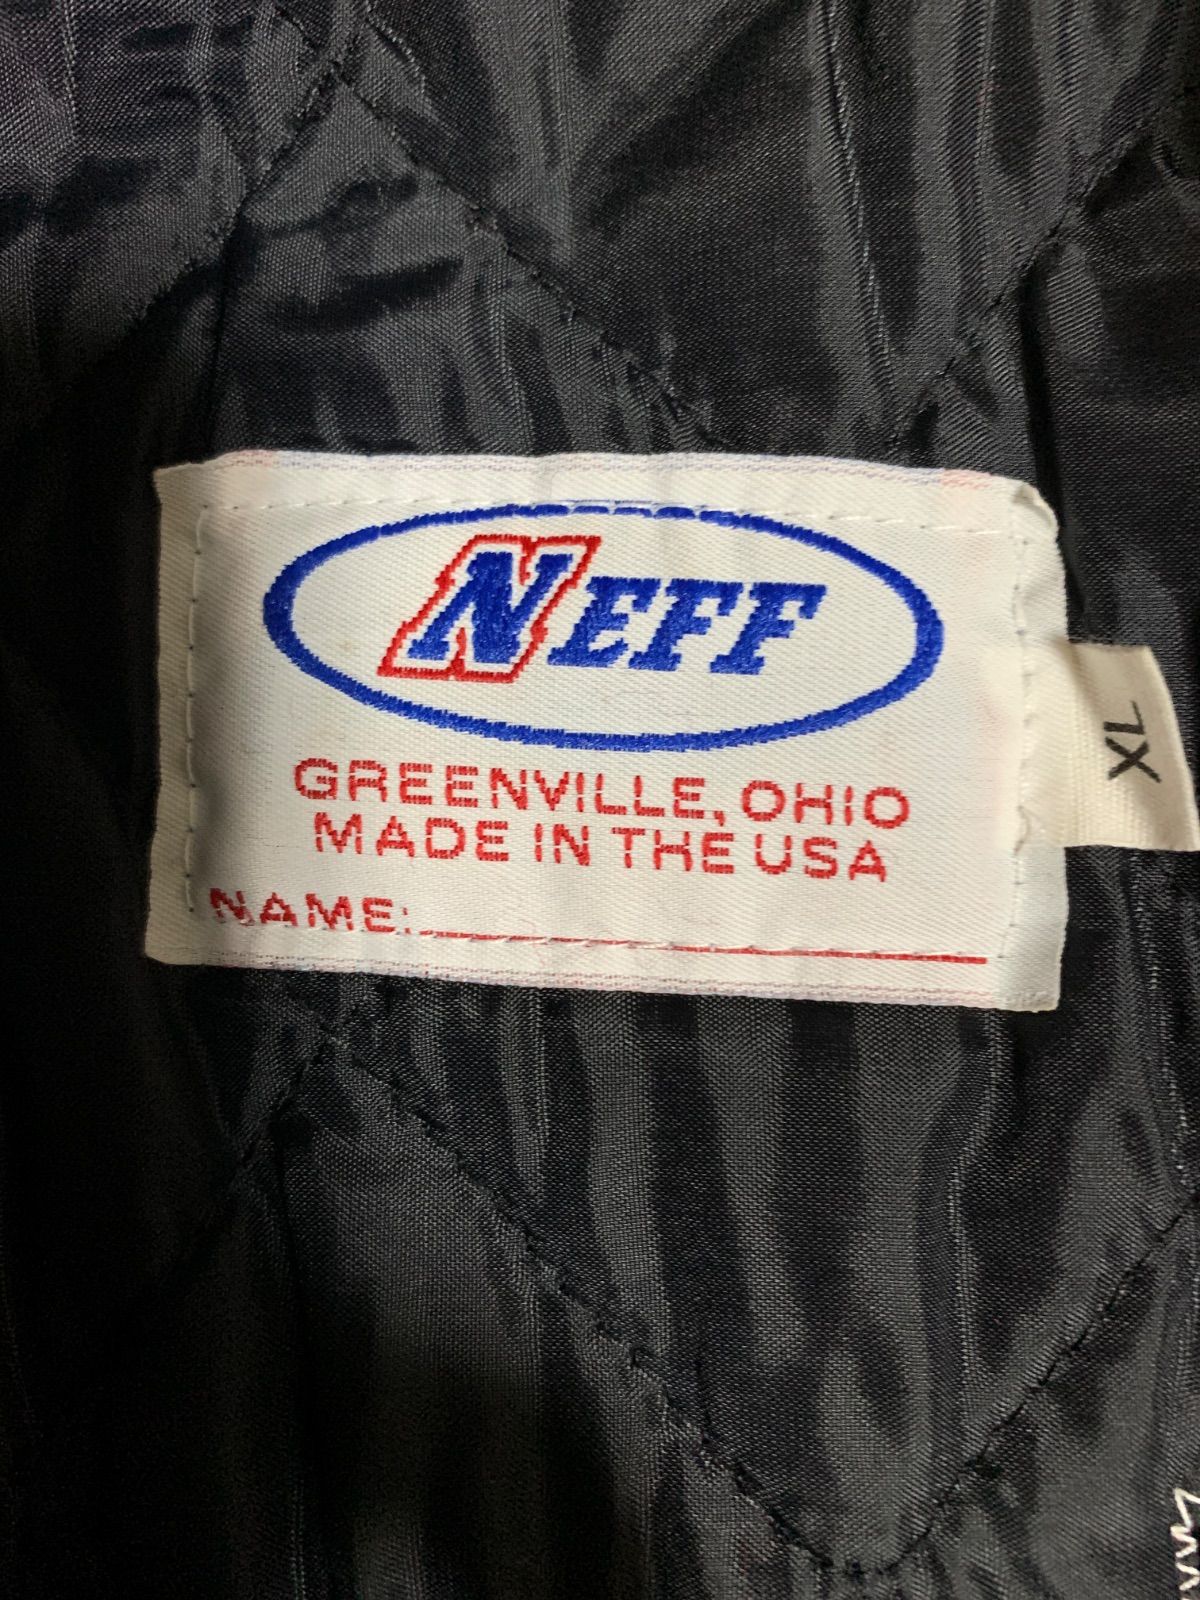 NEFF
GREENVILLE, OHIO
MADE IN THE USA
NAME:
XL